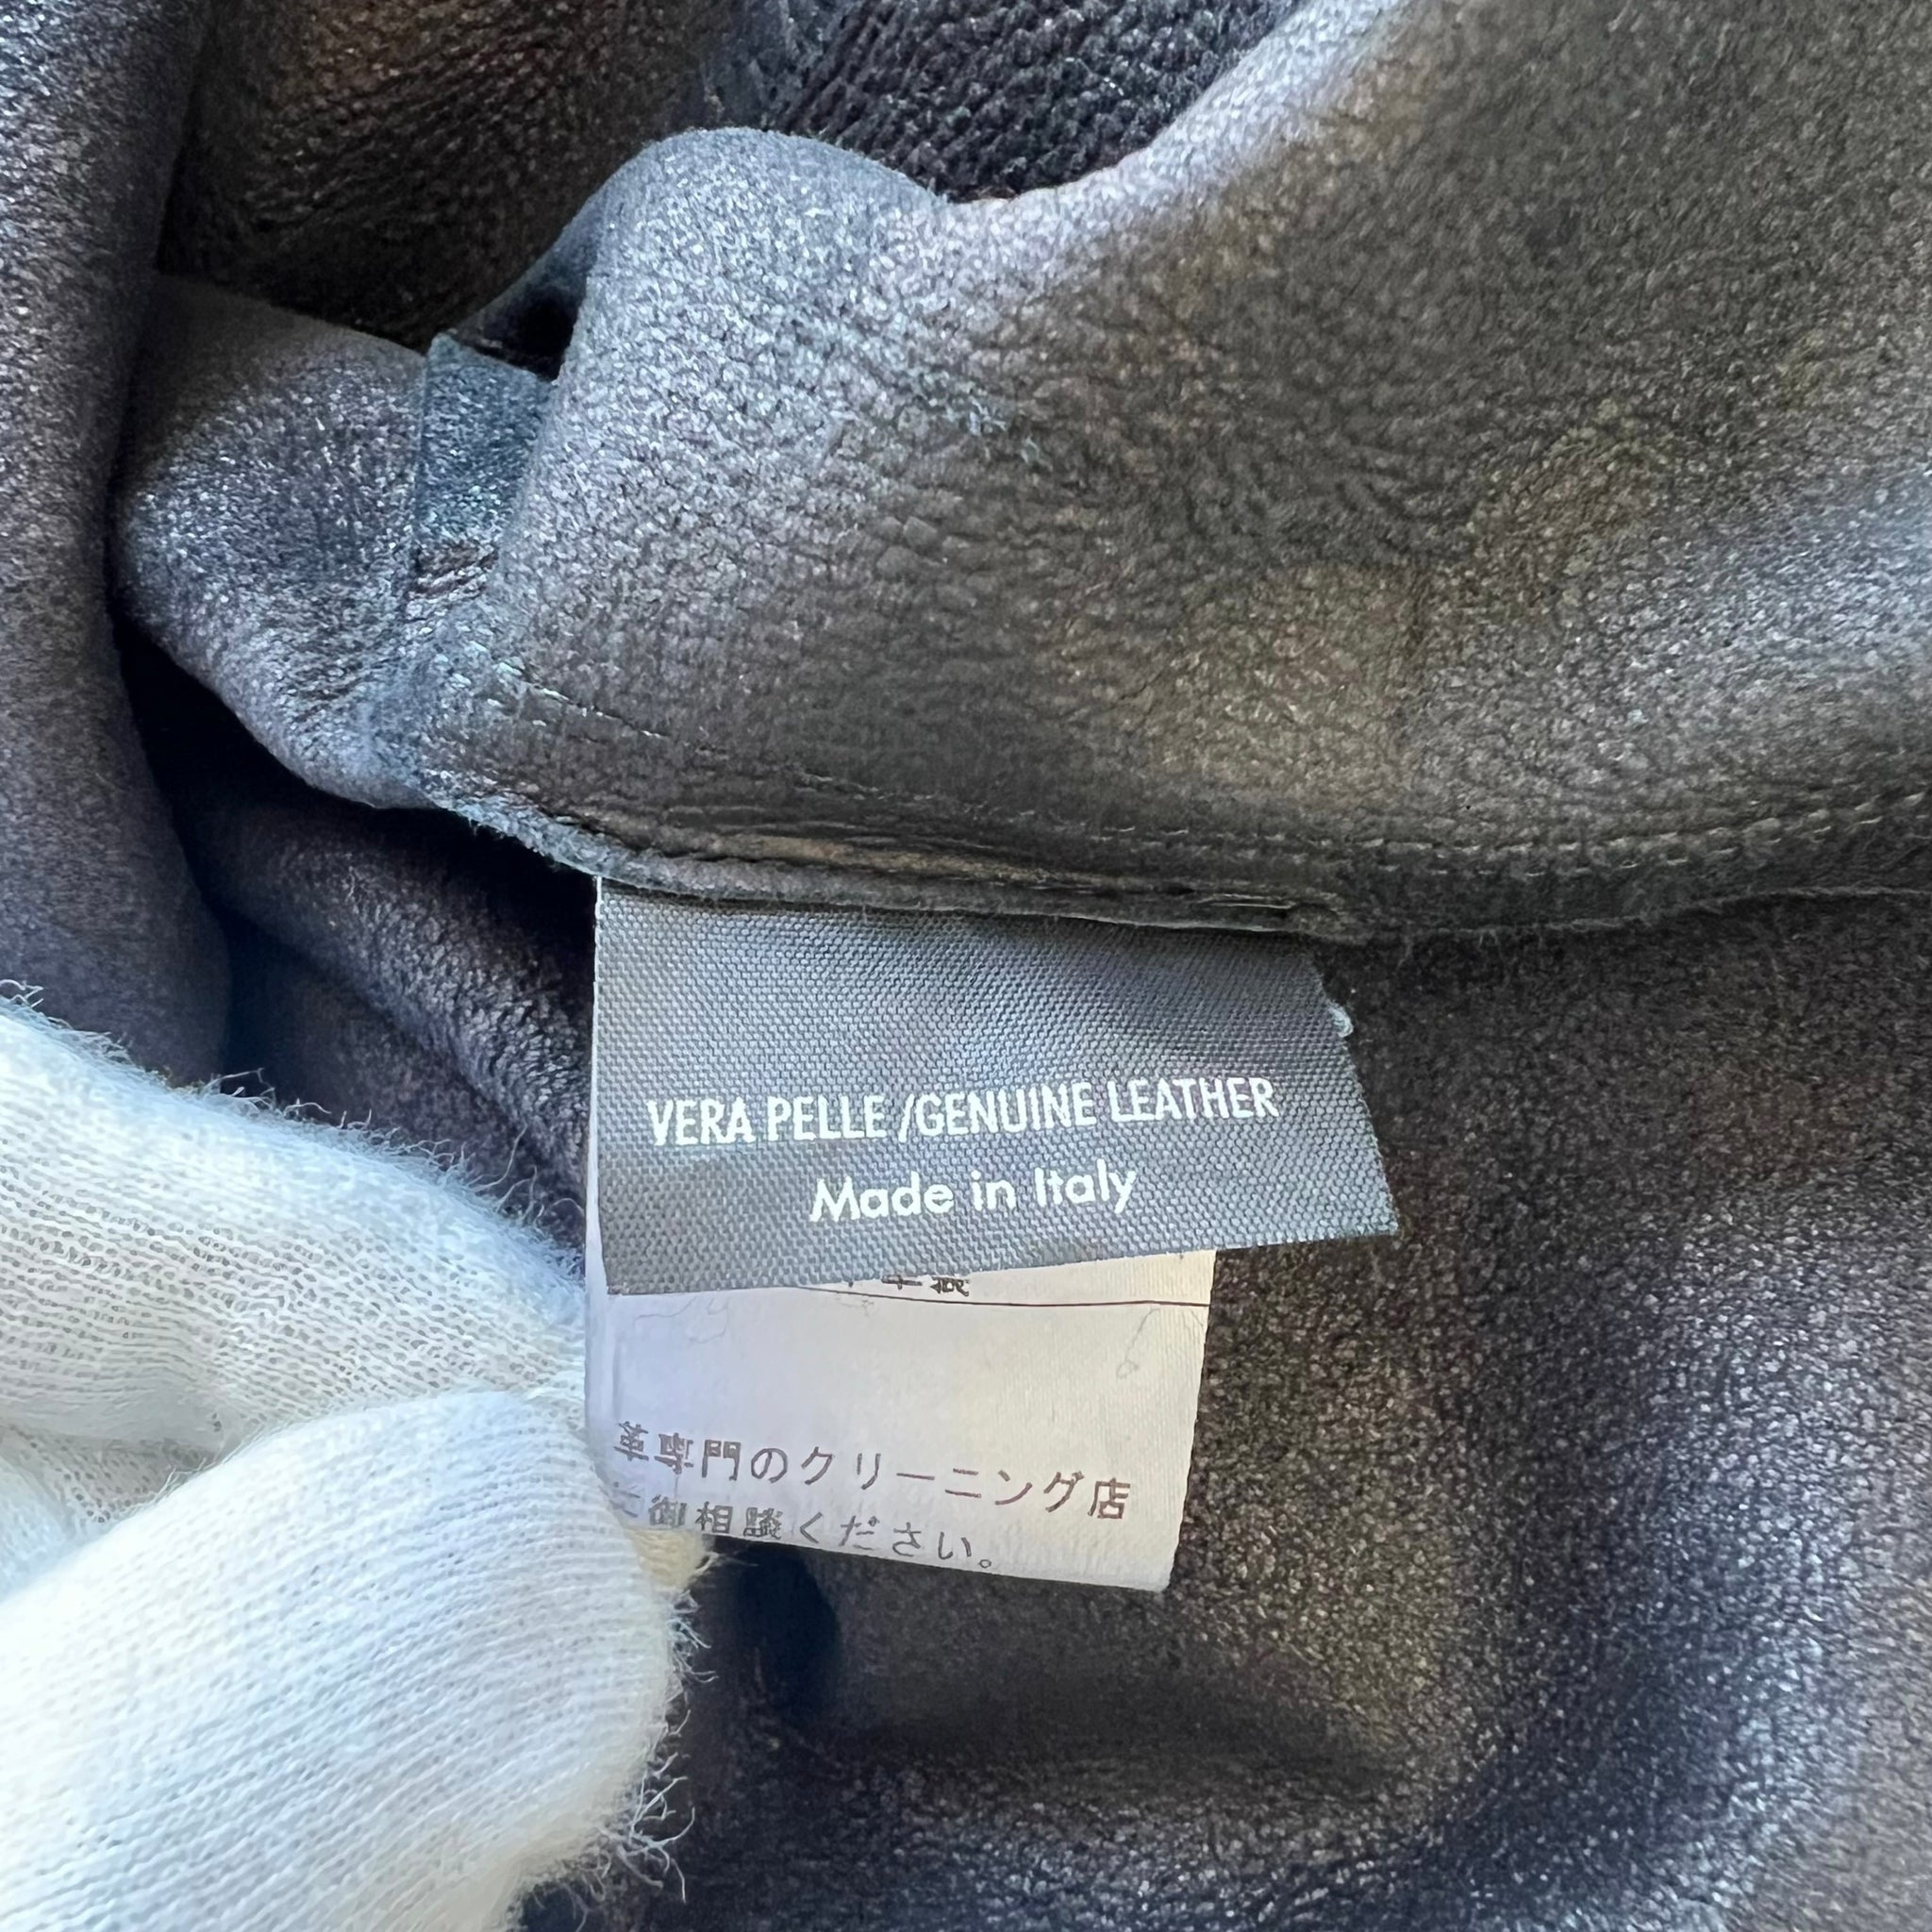 VERA PELLE /GENUINE LEATHER
Made in Italy
革専門のクリーニング店
に御相談ください。